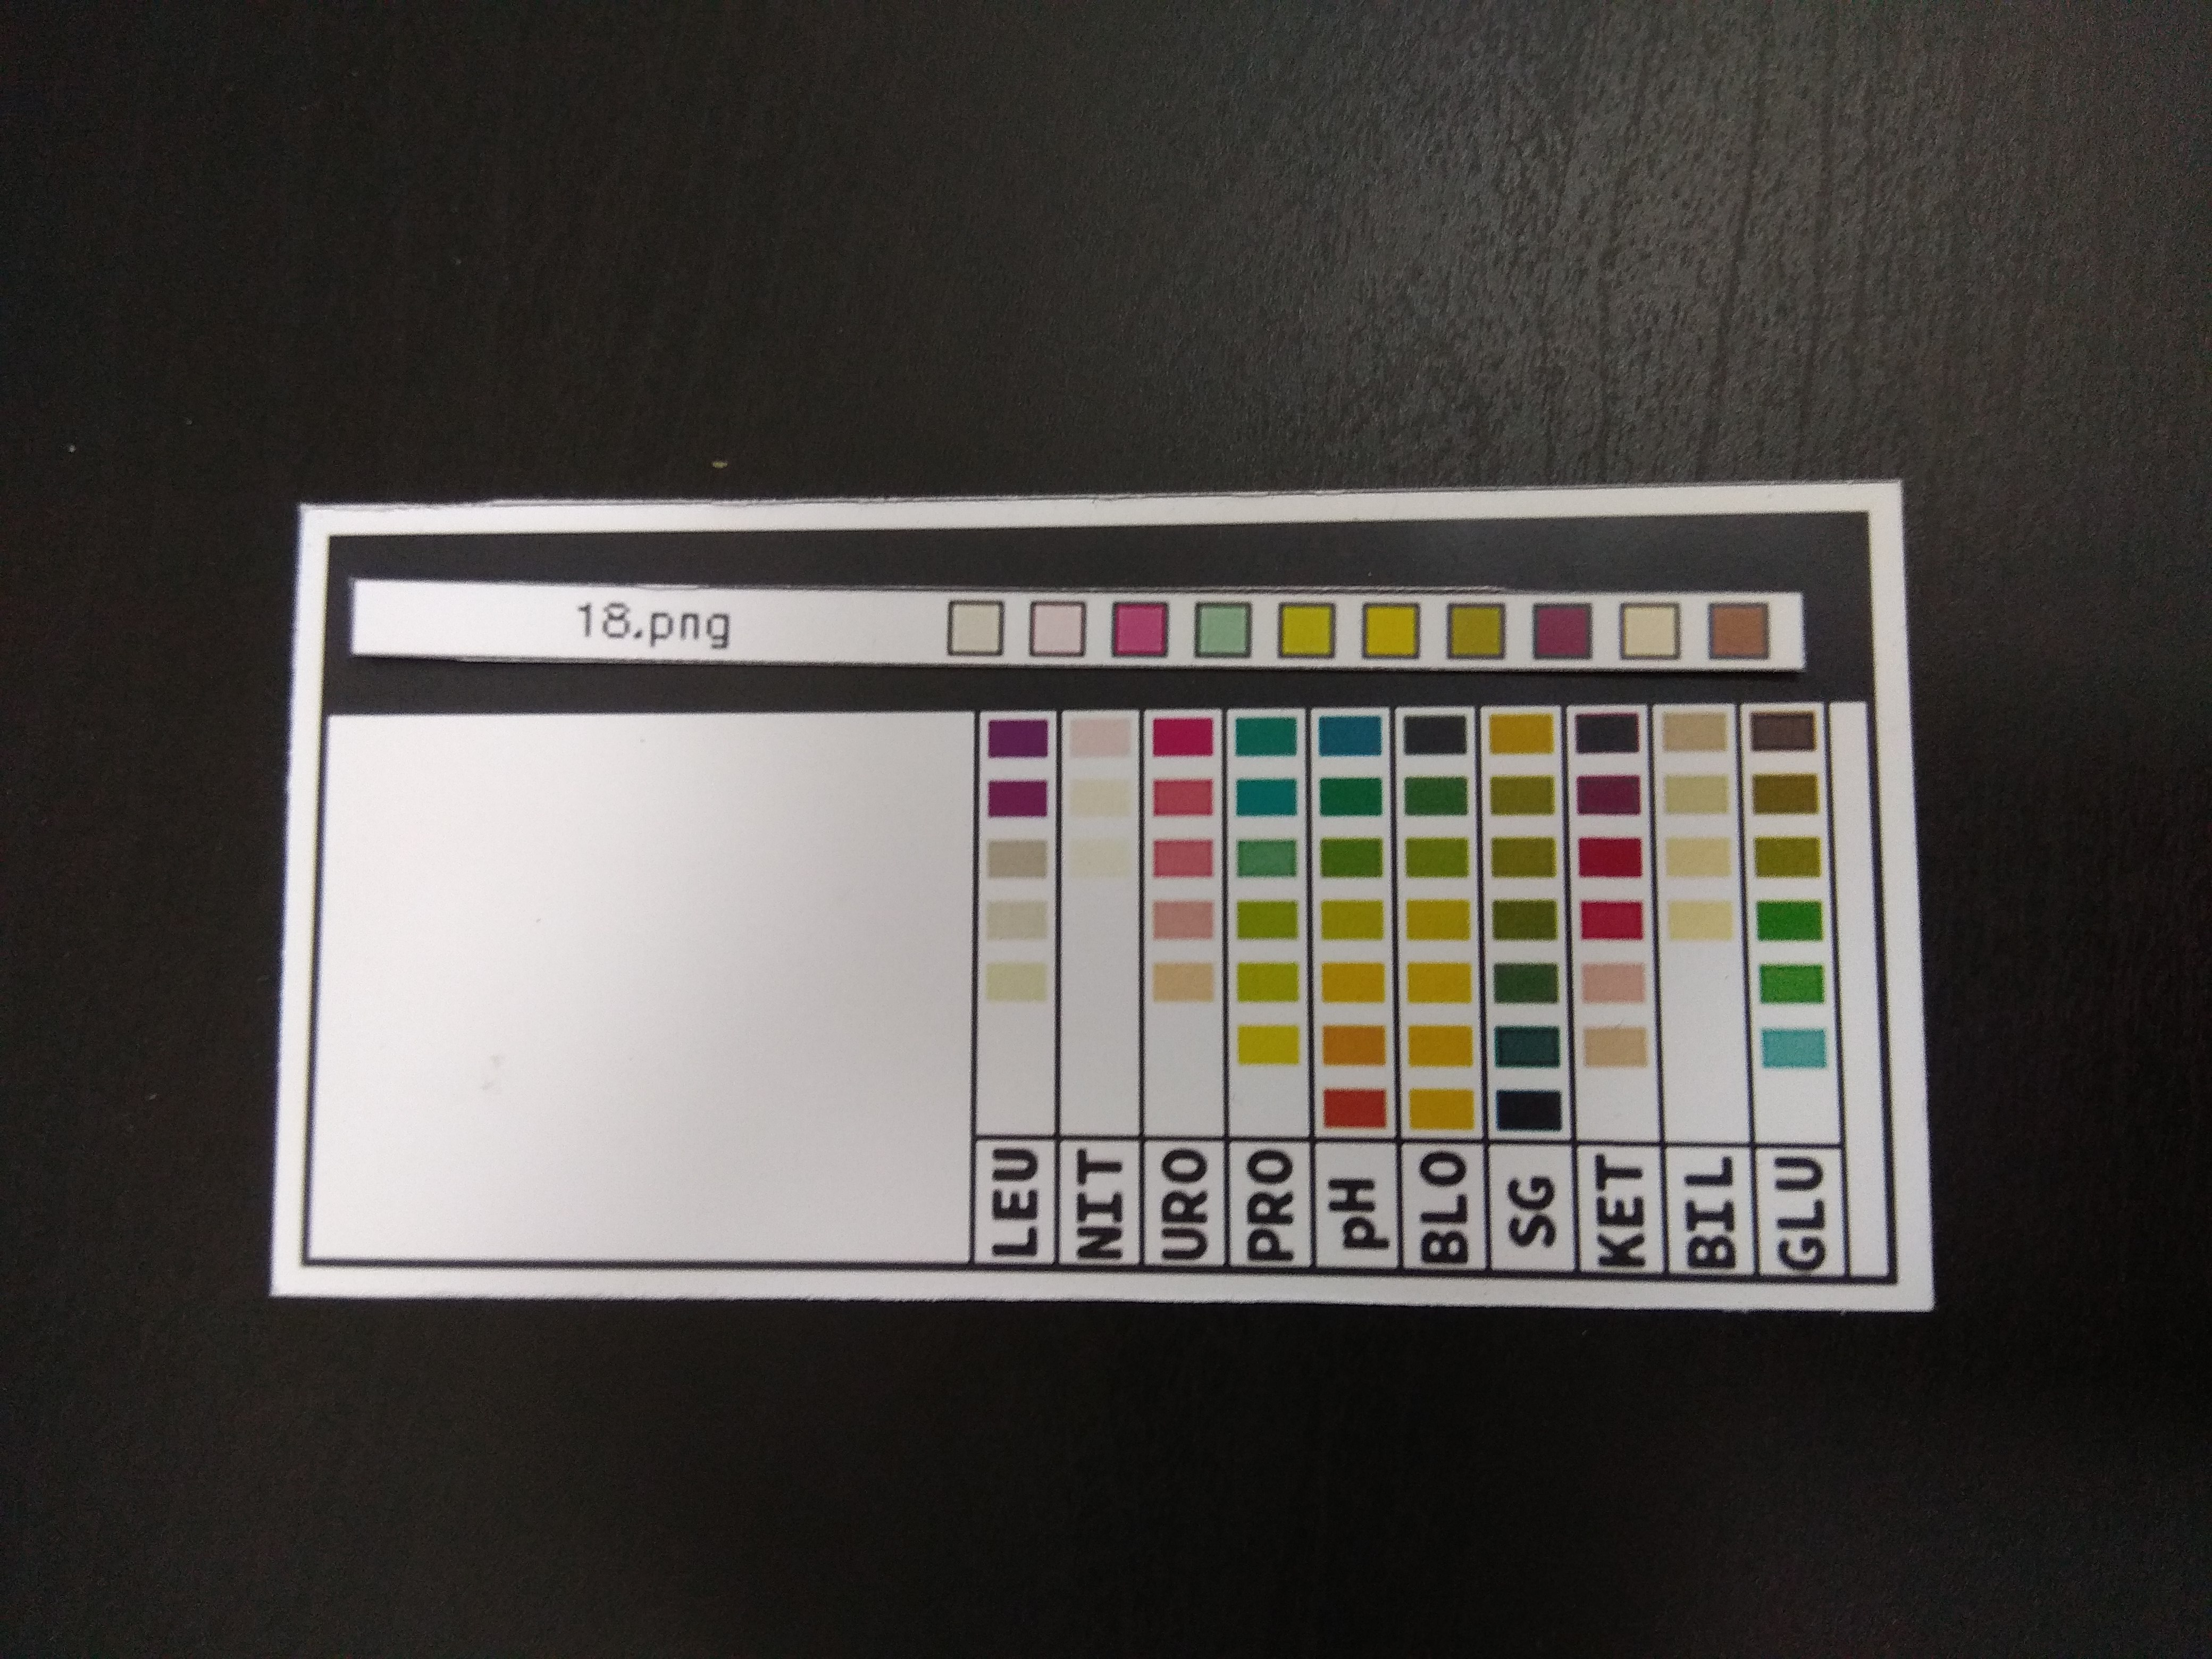 18.png
LEU
NIT
URO
PRO
pH
BLO
SG
KET
BIL
GLU